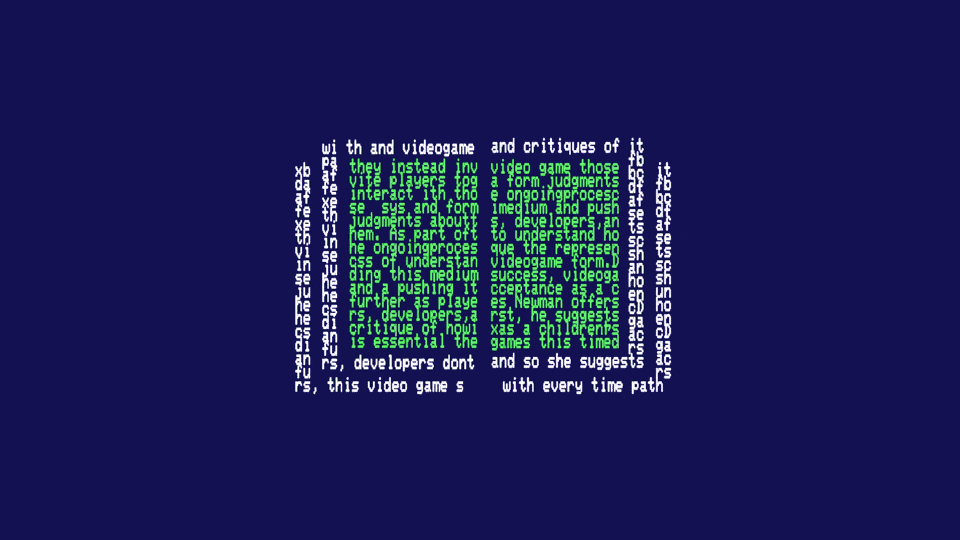 wi th and videogame and critiques of it
they instead inv
vite players tog
interact ith tho
se sys and form
judgments aboutt
hem. As part oft
he ongoingproces
css of understan
ding this medium
and a pushing it
further as playe
rs, developers,a
critique of howi
is essential the
video game those
a form judgments
e ongoingprocesc
imedium and push
s, developers,an
to understand ho
que the represen
videogame form.D
success, videoga
cceptance as a c
es Newman offers
rst, he suggests
xas a childrenrs
games this timed
xb
da
af
fe
xe
th
vi
in
se
ju
he
he
cs
di
an
fu
pa
af
fe
xe
th
vi
in
se
ju
he
he
cs
di
an
fu
fb
bc
df
af
se
ts
sc
sh
an
ho
en
cD
ga
ac
rs
it
fb
bc
df
af
se
ts
sc
sh
un
ho
en
cD
ga
ac
rs
rs, developers dont and so she suggests
rs, this video game s with every time path